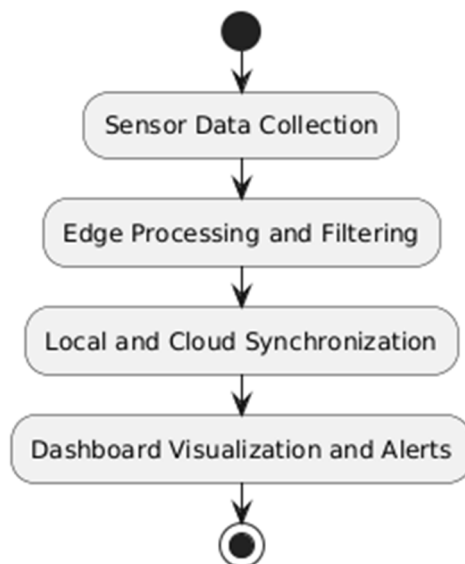 Sensor Data Collection
Edge Processing and Filtering
Local and Cloud Synchronization
Dashboard Visualization and Alerts